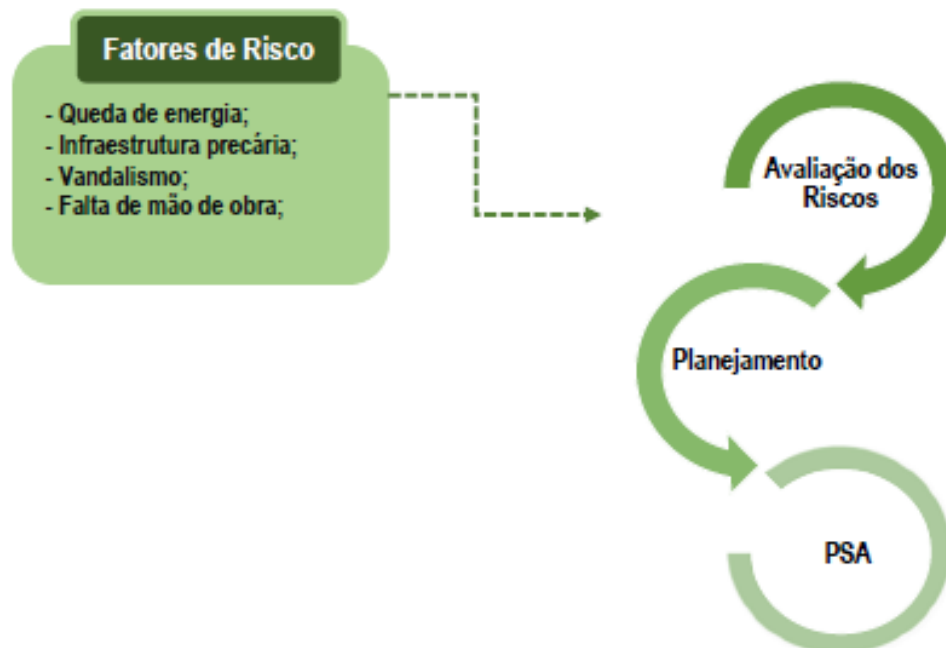 Fatores de Risco
- Queda de energia;
- Infraestrutura precária;
- Vandalismo;
- Falta de mão de obra;
Avaliação dos
Riscos
Planejamento
PSA